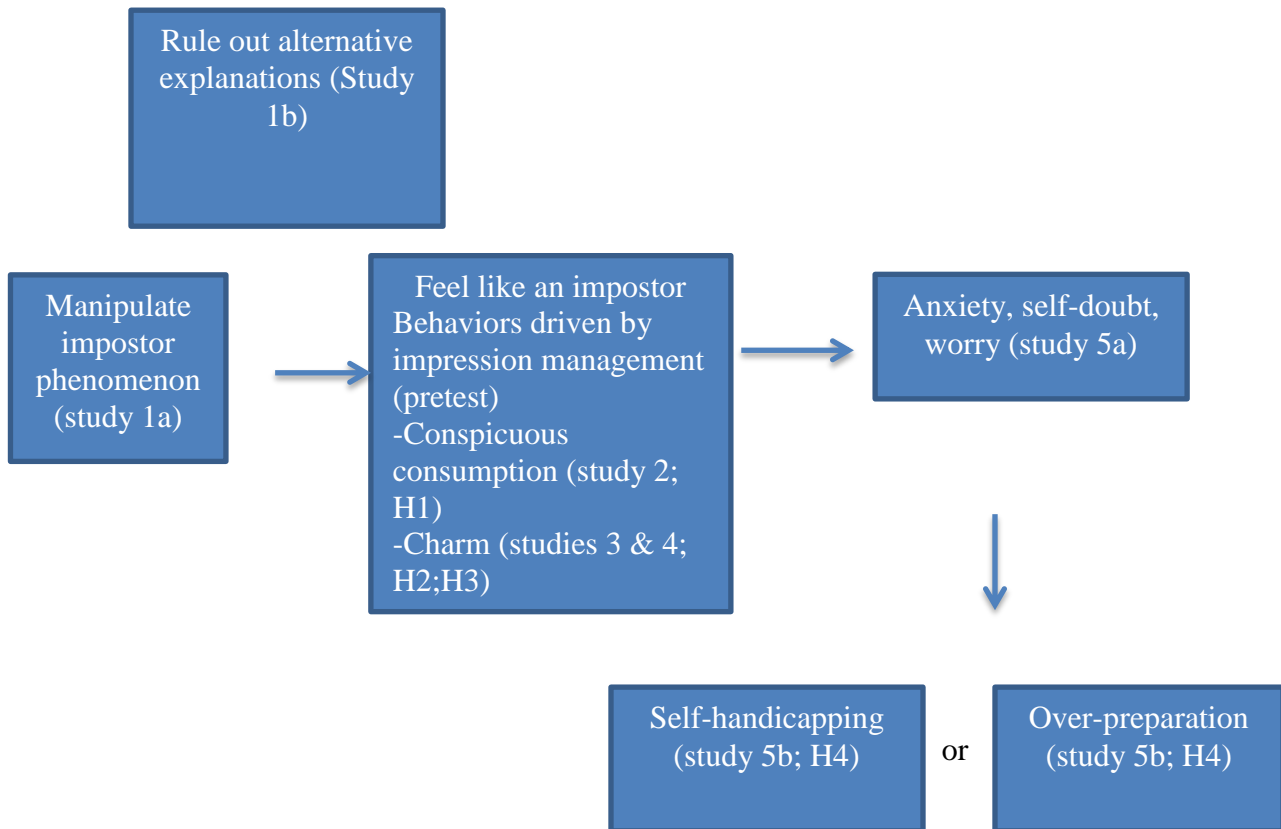 Rule out alternative
explanations (Study
1b)
Manipulate
impostor
phenomenon
(study 1a)
Feel like an impostor
Behaviors driven by
impression management
(pretest)
-Conspicuous
consumption (study 2;
H1)
-Charm (studies 3 & 4;
H2;H3)
Anxiety, self-doubt,
worry (study 5a)
Self-handicapping
(study 5b; H4)
or
Over-preparation
(study 5b; H4)